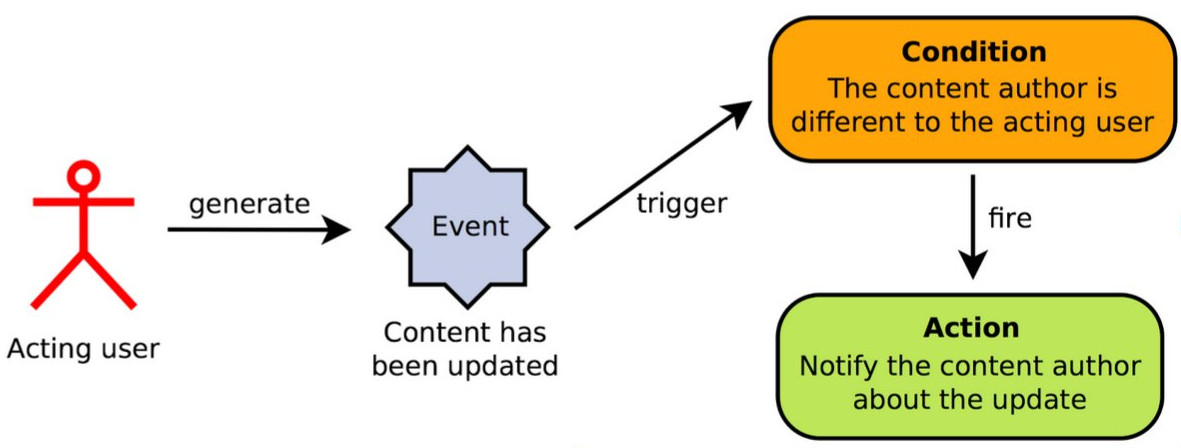 Acting user
generate
Event
Content has
been updated
trigger
Condition
The content author is
different to the acting user
fire
Action
Notify the content author
about the update